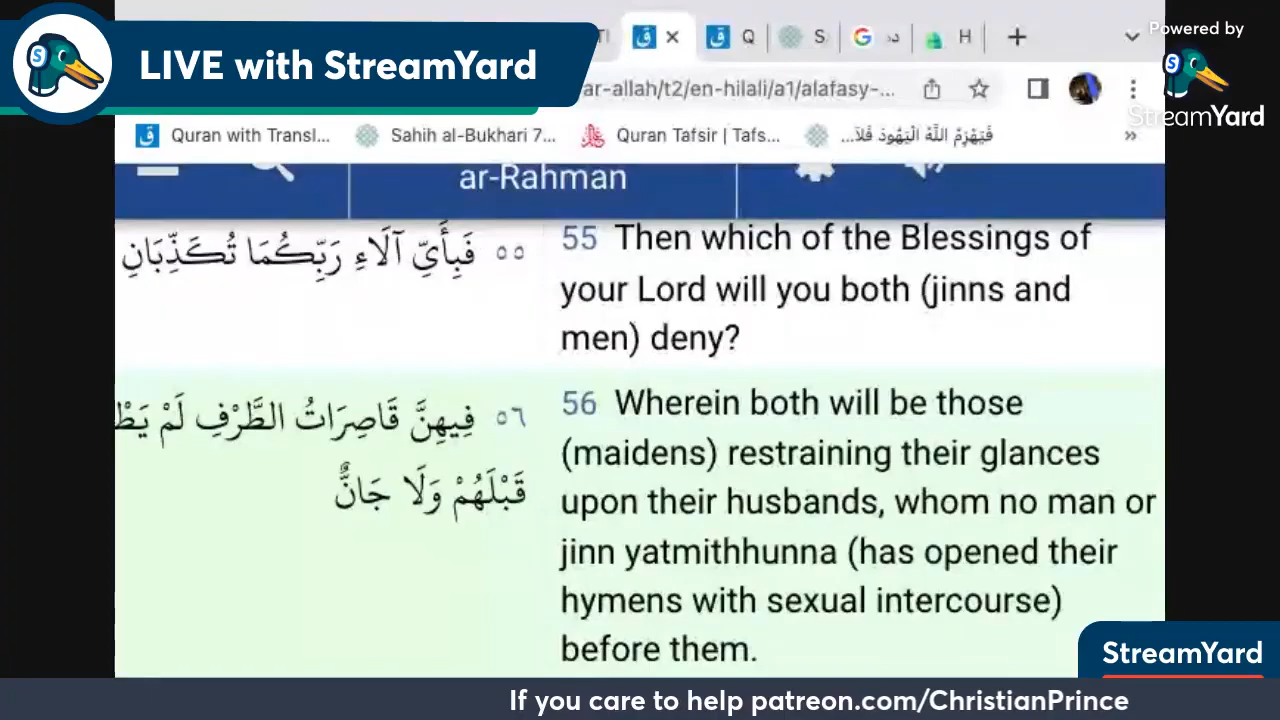 LIVE with StreamYard
Powered by
StreamYard
Q
S
H
ar-allah/t2/en-hilali/a1/alafasy-...
Quran with Transl...
Sahih al-Bukhari 7...
Quran Tafsir | Tafs...
فَيَهْزِمُ اللَّهُ الْيَهُودَ فَلاَ...
ar-Rahman
٥٥ فَبِأَيِّ آلَاءِ رَبِّكُمَا تُكَذِّبَانِ
55 Then which of the Blessings of
your Lord will you both (jinns and
men) deny?
٥٦ فِيهِنَّ قَاصِرَاتُ الطَّرْفِ لَمْ
قَبْلَهُمْ وَلَا جَانٌّ
56 Wherein both will be those
(maidens) restraining their glances
upon their husbands, whom no man or
jinn yatmithhunna (has opened their
hymens with sexual intercourse)
before them.
StreamYard
If you care to help patreon.com/ChristianPrince